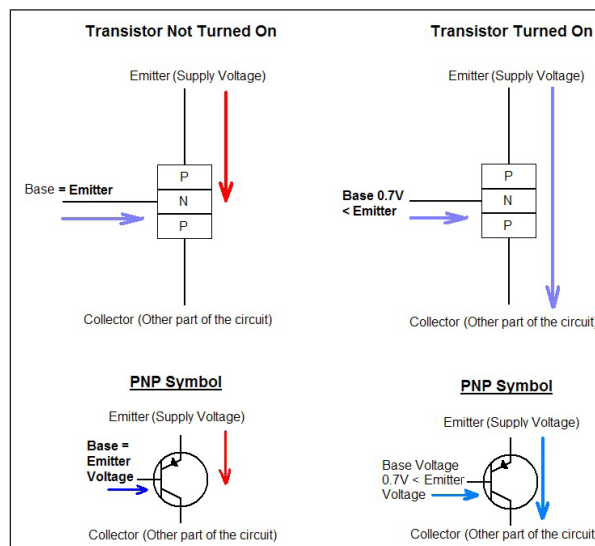 Transistor Not Turned On
Emitter (Supply Voltage)
P
Base = Emitter
N
P
Collector (Other part of the circuit)
PNP Symbol
Emitter (Supply Voltage)
Base =
Emitter
Voltage
Collector (Other part of the circuit)
Transistor Turned On
Emitter (Supply Voltage)
P
Base 0.7V
< Emitter
N
P
Collector (Other part of the circuit)
PNP Symbol
Emitter (Supply Voltage)
Base Voltage
0.7V < Emitter
Voltage
Collector (Other part of the circuit)